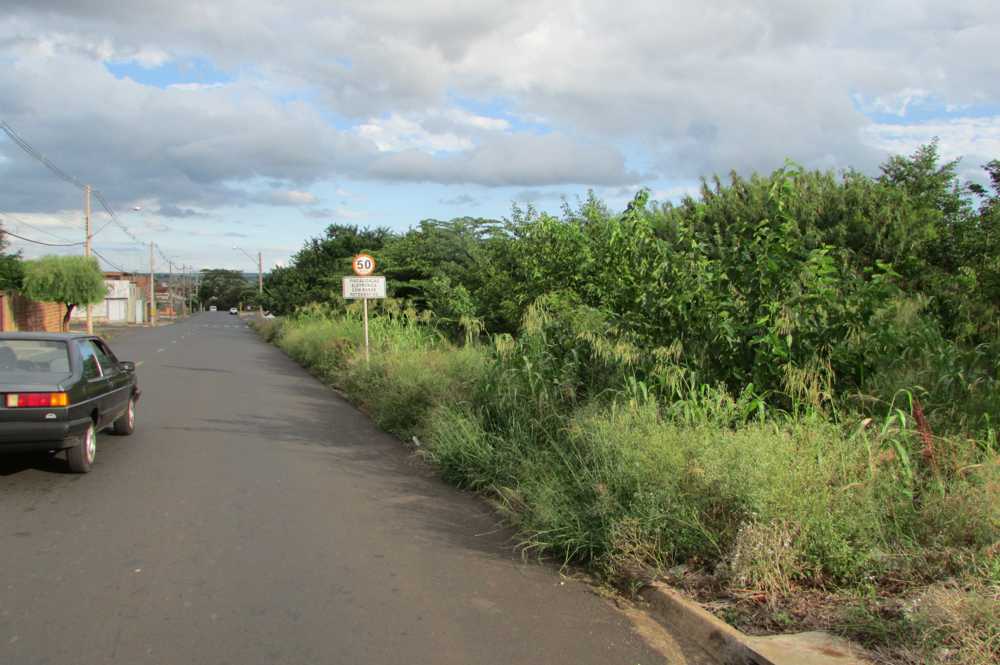 50
FISCALIZAÇÃO
ELETRÔNICA
COM RADAR
FOTOGRÁFICO